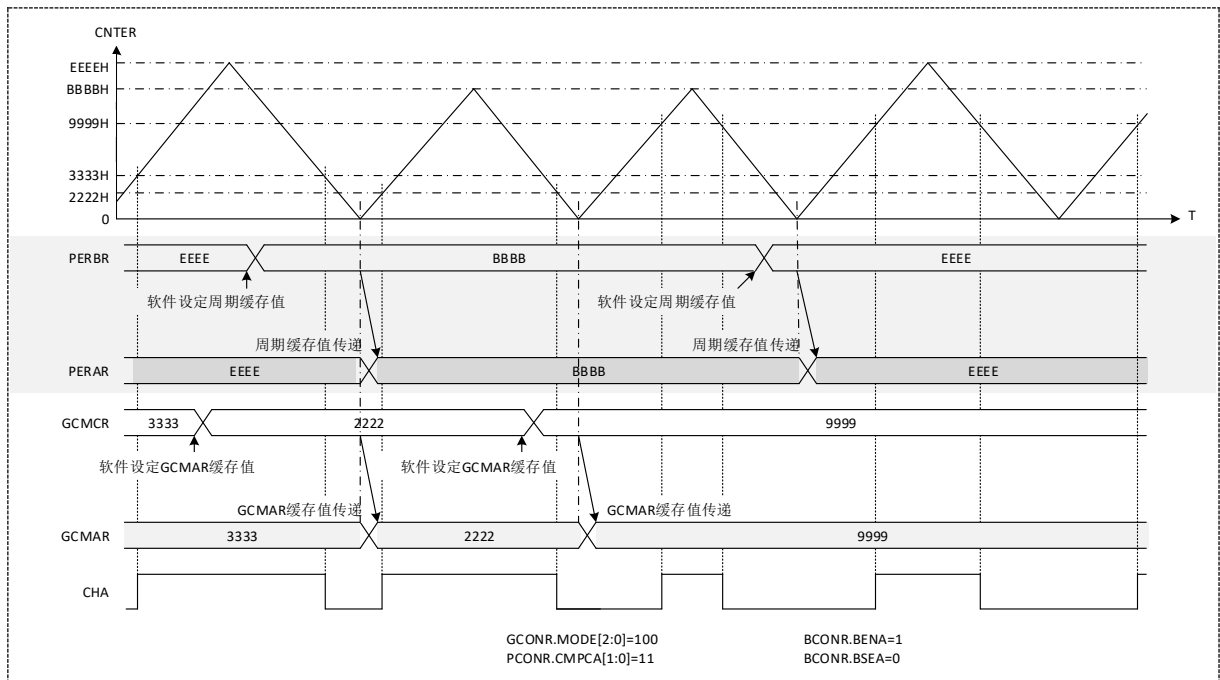 CNTER
EEEEH
BBBBH
9999H
3333H
2222H
0
T
PERBR
EEEE
BBBB
EEEE
软件设定周期缓存值
软件设定周期缓存值
周期缓存值传递
周期缓存值传递
PERAR
EEEE
BBBB
EEEE
GCMCR
3333
2222
9999
软件设定GCMAR缓存值
软件设定GCMAR缓存值
GCMAR缓存值传递
GCMAR缓存值传递
GCMAR
3333
2222
9999
CHA
GCONR.MODE[2:0]=100
BCONR.BENA=1
PCONR.CMPCA[1:0]=11
BCONR.BSEA=0